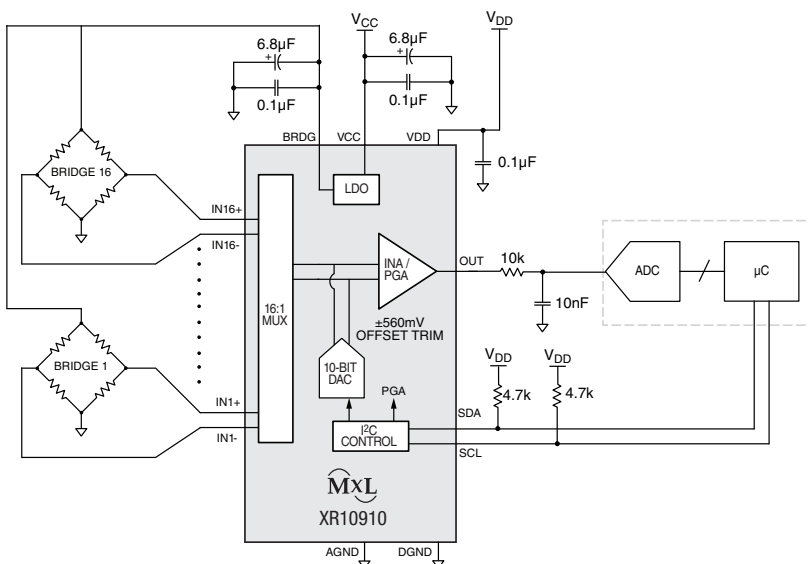 VCC
VDD
6.8µF
+
0.1µF
6.8µF
+
0.1µF
BRDG
VCC
VDD
0.1µF
LDO
BRIDGE 16
IN16+
IN16-
16:1
MUX
INA /
PGA
OUT
10k
10nF
ADC
µC
±560mV
OFFSET TRIM
10-BIT
DAC
BRIDGE 1
IN1+
IN1-
PGA
I²C
CONTROL
VDD
4.7k
VDD
4.7k
SDA
SCL
MXL
XR10910
AGND
DGND